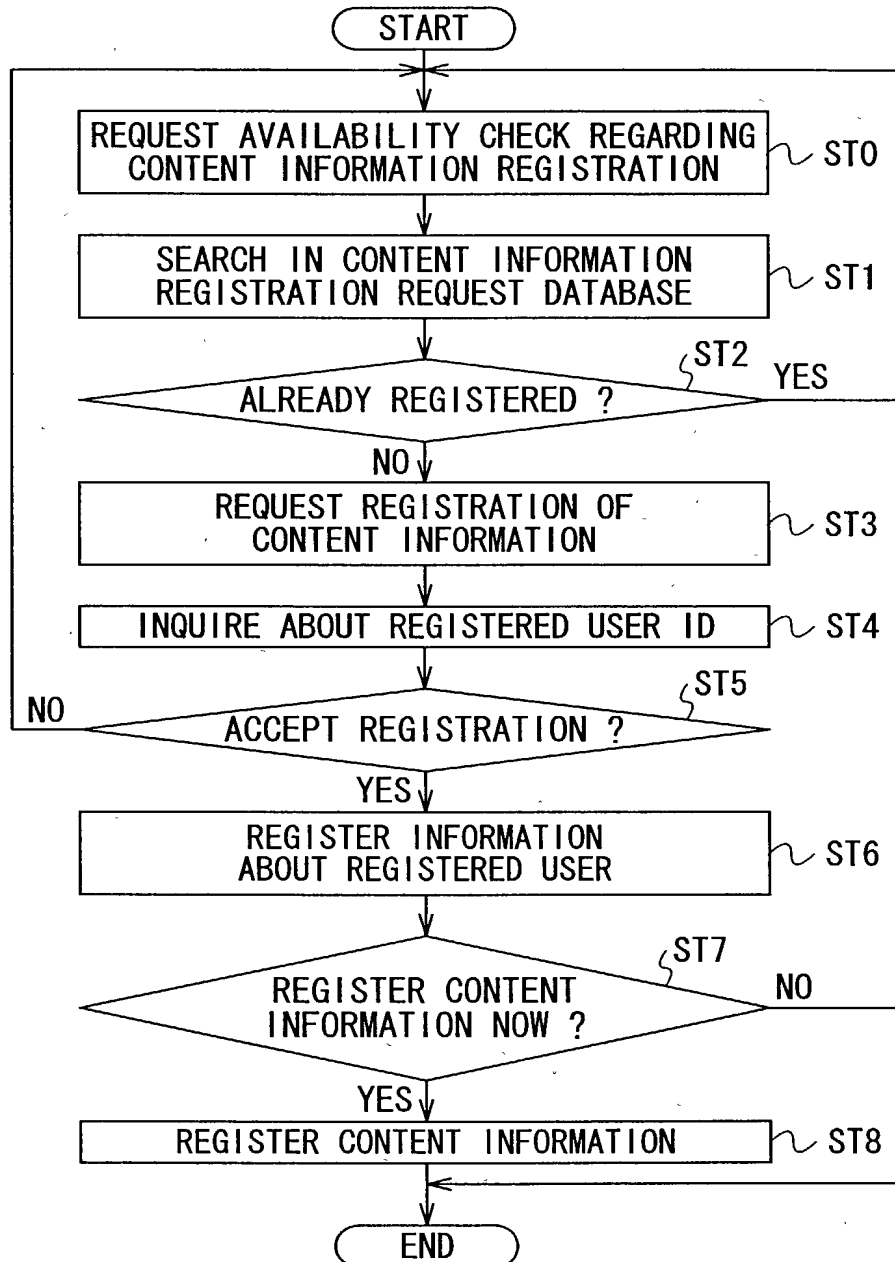 START
REQUEST AVAILABILITY CHECK REGARDING
CONTENT INFORMATION REGISTRATION
ST0
SEARCH IN CONTENT INFORMATION
REGISTRATION REQUEST DATABASE
ST1
ST2
YES
ALREADY REGISTERED ?
NO
REQUEST REGISTRATION OF
CONTENT INFORMATION
ST3
INQUIRE ABOUT REGISTERED USER ID
ST4
ST5
NO
ACCEPT REGISTRATION ?
YES
REGISTER INFORMATION
ABOUT REGISTERED USER
ST6
ST7
NO
REGISTER CONTENT
INFORMATION NOW ?
YES
REGISTER CONTENT INFORMATION
ST8
END